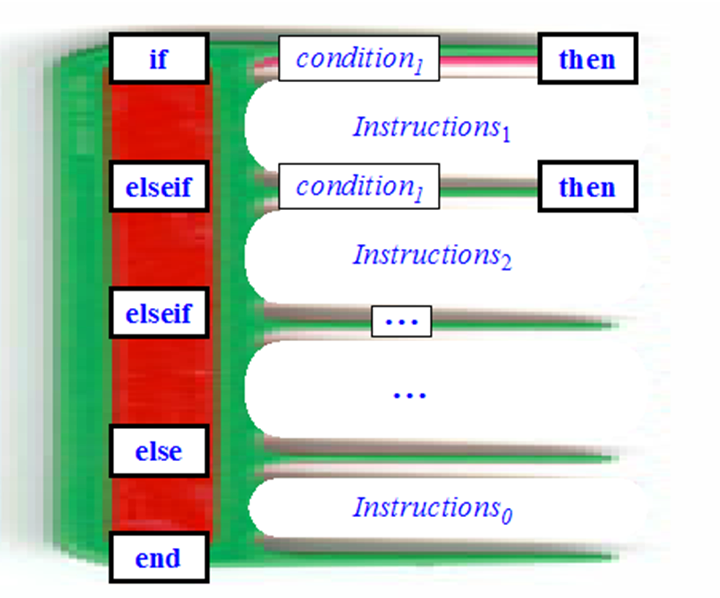 if condition₁ then
Instructions₁
elseif condition₁ then
Instructions₂
elseif ...
...
else
Instructions₀
end